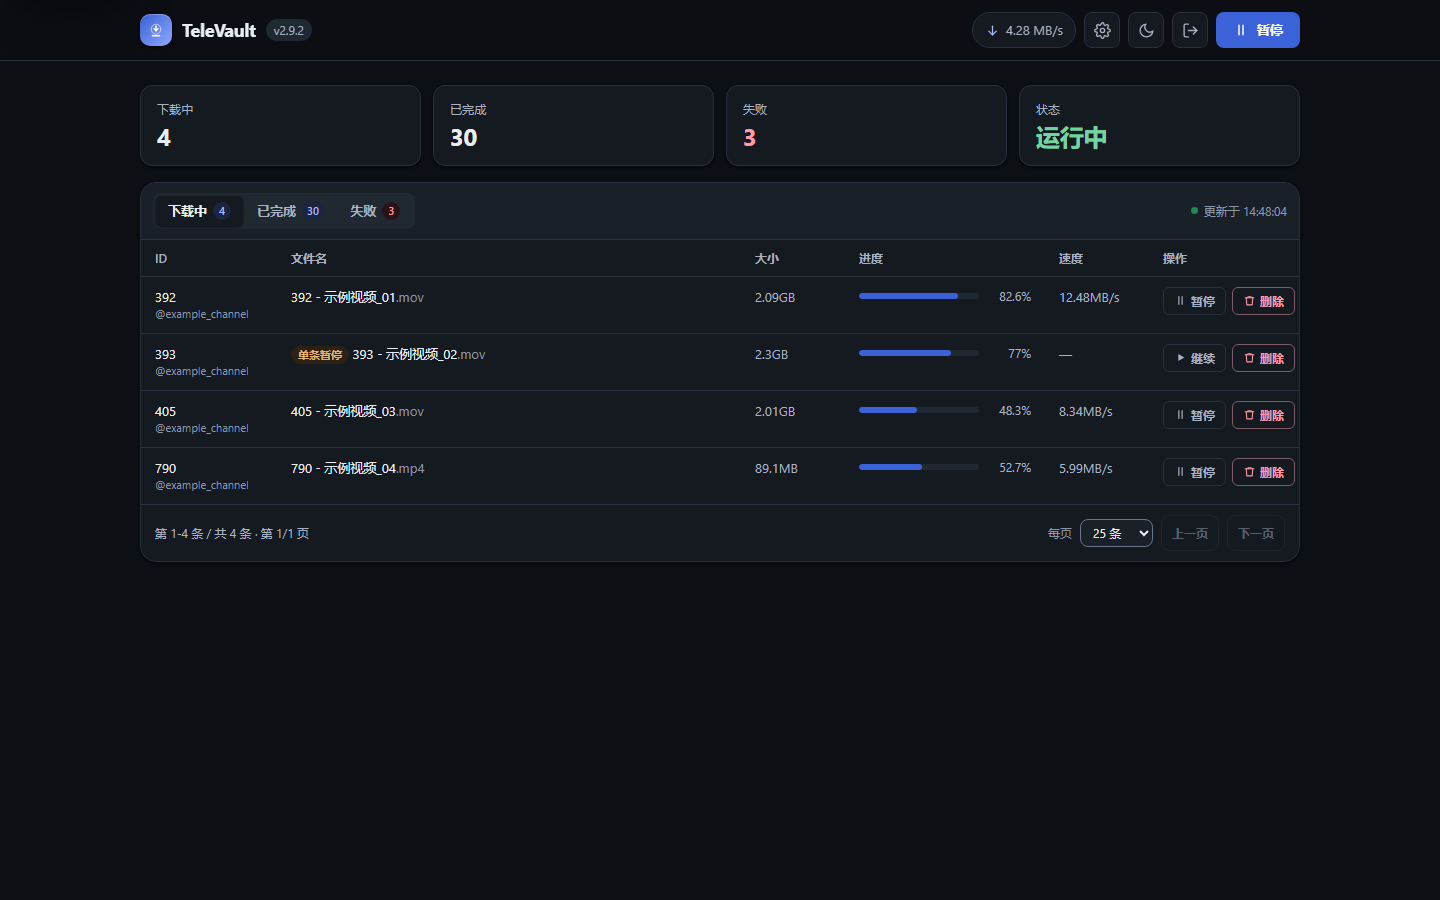 TeleVault v2.9.2 4.28 MB/s 暂停
下载中 已完成 失败 状态
4 30 3 运行中
下载中 4 已完成 30 失败 3 更新于 14:48:04
ID 文件名 大小 进度 速度 操作
392 392 - 示例视频_01.mov 2.09GB 82.6% 12.48MB/s 暂停 删除
@example_channel
393 单条暂停 393 - 示例视频_02.mov 2.3GB 77% — 继续 删除
@example_channel
405 405 - 示例视频_03.mov 2.01GB 48.3% 8.34MB/s 暂停 删除
@example_channel
790 790 - 示例视频_04.mp4 89.1MB 52.7% 5.99MB/s 暂停 删除
@example_channel
第 1-4 条 / 共 4 条 · 第 1/1 页 每页 25 条 上一页 下一页